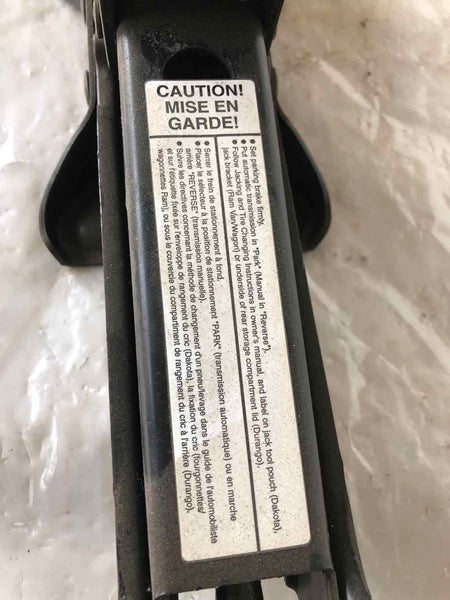 CAUTION!
MISE EN
GARDE!
● Set parking brake firmly.
● Put automatic transmission in "Park" (Manual in "Reverse").
● Follow Jacking and Tire Changing Instructions in owner's manual, and label on jack tool pouch (Dakota),
jack bracket (Ram Van/Wagon) or underside of rear storage compartment lid (Durango).
● Serrer le frein de stationnement à fond.
● Placer le sélecteur à la position de stationnement "PARK" (transmission automatique) ou en marche
arrière "REVERSE" (transmission manuelle).
● Suivre les directives concernant la méthode de changement d'un pneu/levage dans le guide de l'automobiliste
et sur l'étiquette fixée sur l'enveloppe de rangement du cric (Dakota), la fixation du cric (fourgonnettes/
wagonnettes Ram), ou sous le couvercle du compartiment de rangement du cric à l'arrière (Durango).